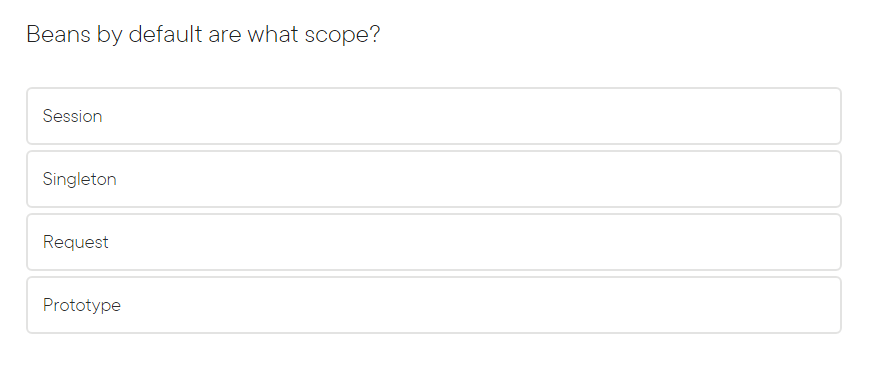 Beans by default are what scope?
Session
Singleton
Request
Prototype